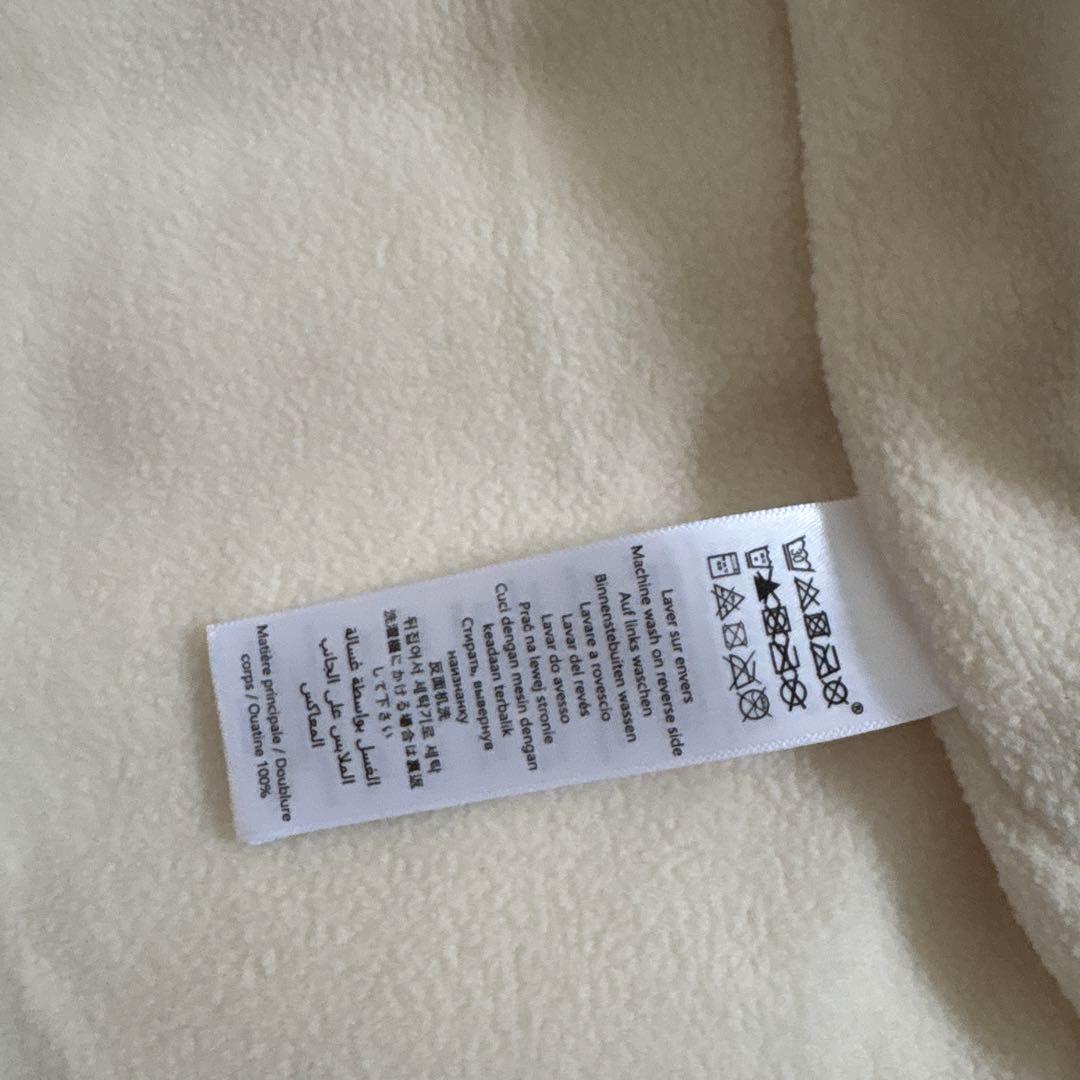 30
®
Laver sur envers
Machine wash on reverse side
Auf links waschen
Binnenstebuiten wassen
Lavare a rovescio
Lavar del revés
Lavar do avesso
Prać na lewej stronie
Cuci dengan mesin dengan
keadaan terbalik
Стирать, вывернув
наизнанку
反面机洗
뒤집어서 세탁기로 세탁
洗濯機にかける場合は裏返
して下さい
الغسل بواسطة غسالة
الملابس على الجانب
المعاكس
Matière principale / Doublure
corps / Ouatine 100%